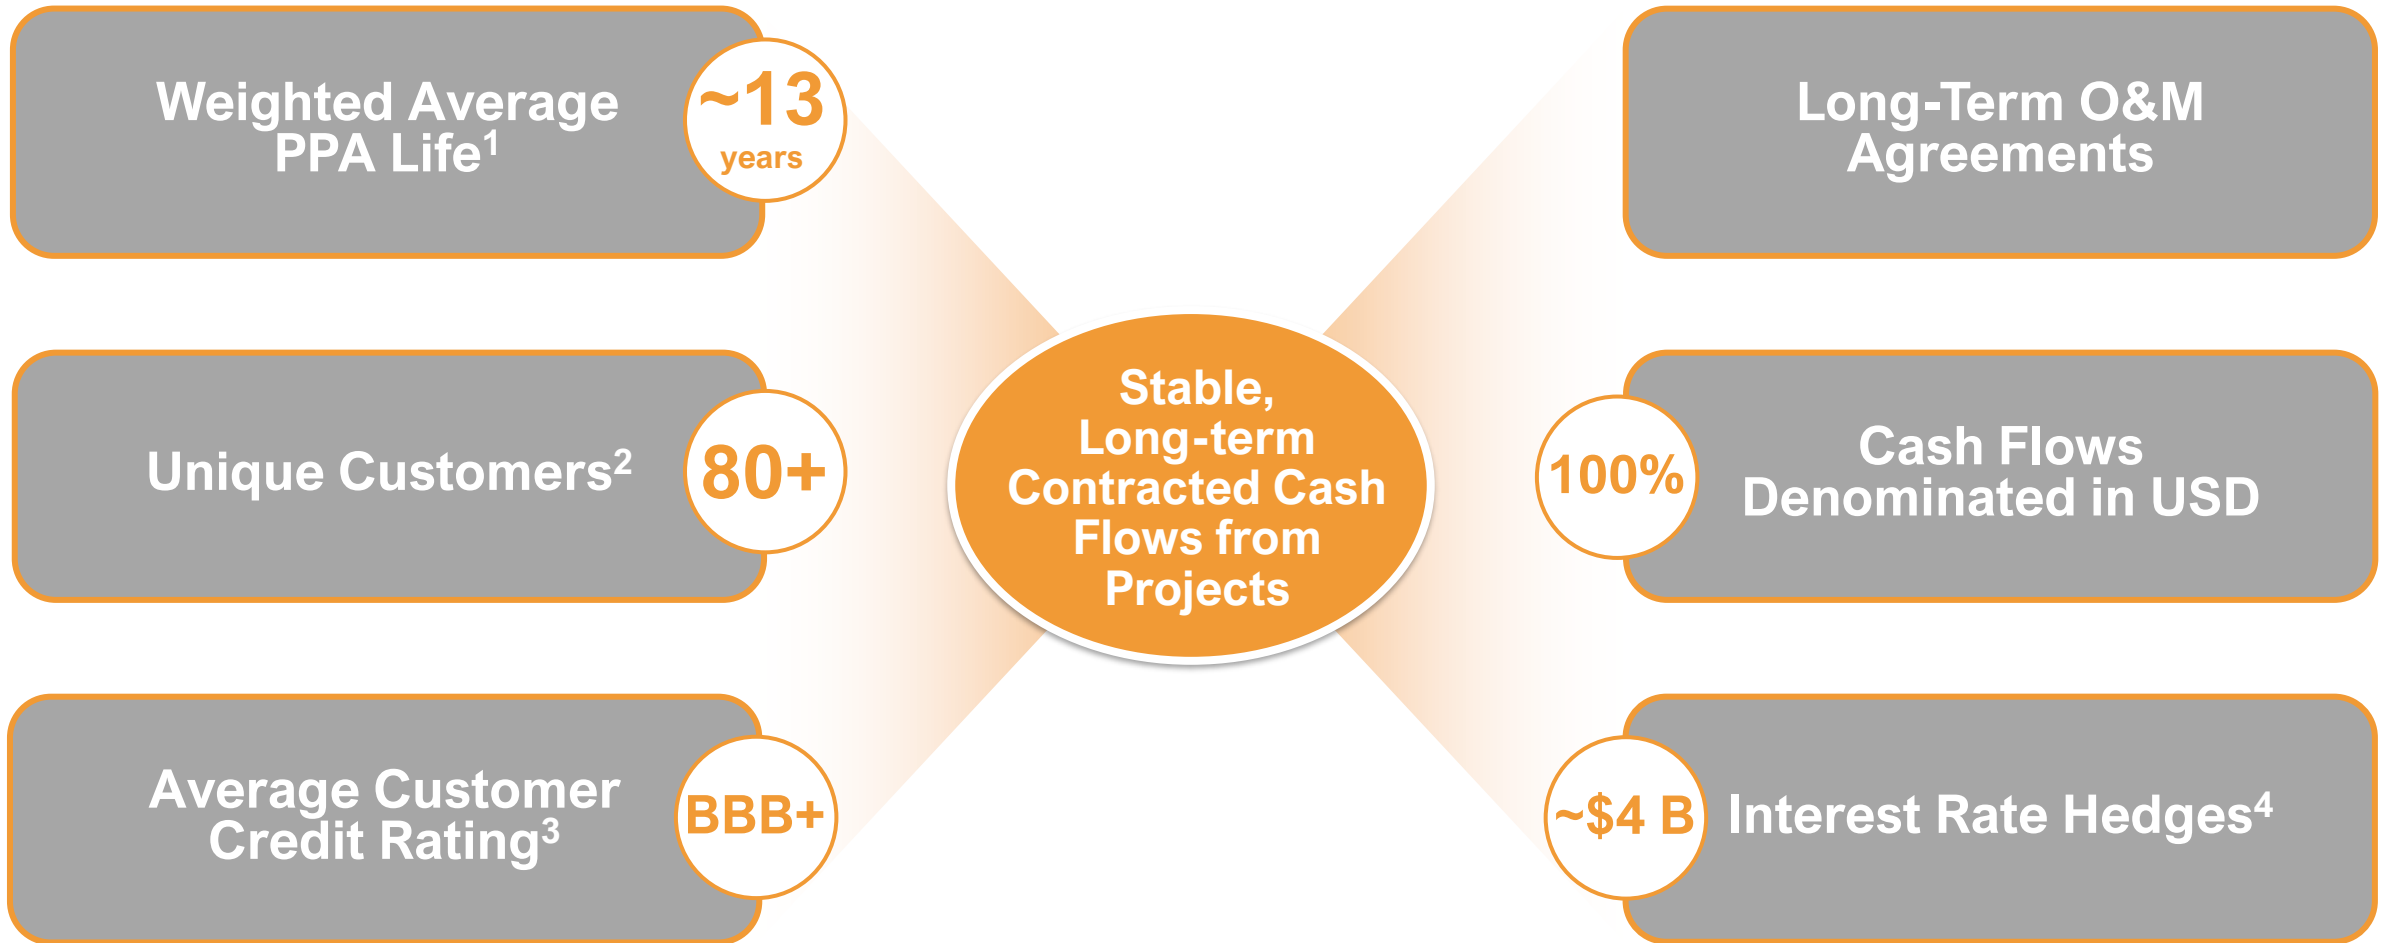 Weighted Average
PPA Life¹
~13
years
Unique Customers²
80+
Average Customer
Credit Rating³
BBB+
Stable,
Long-term
Contracted Cash
Flows from
Projects
Long-Term O&M
Agreements
100%
Cash Flows
Denominated in USD
~$4 B
Interest Rate Hedges⁴